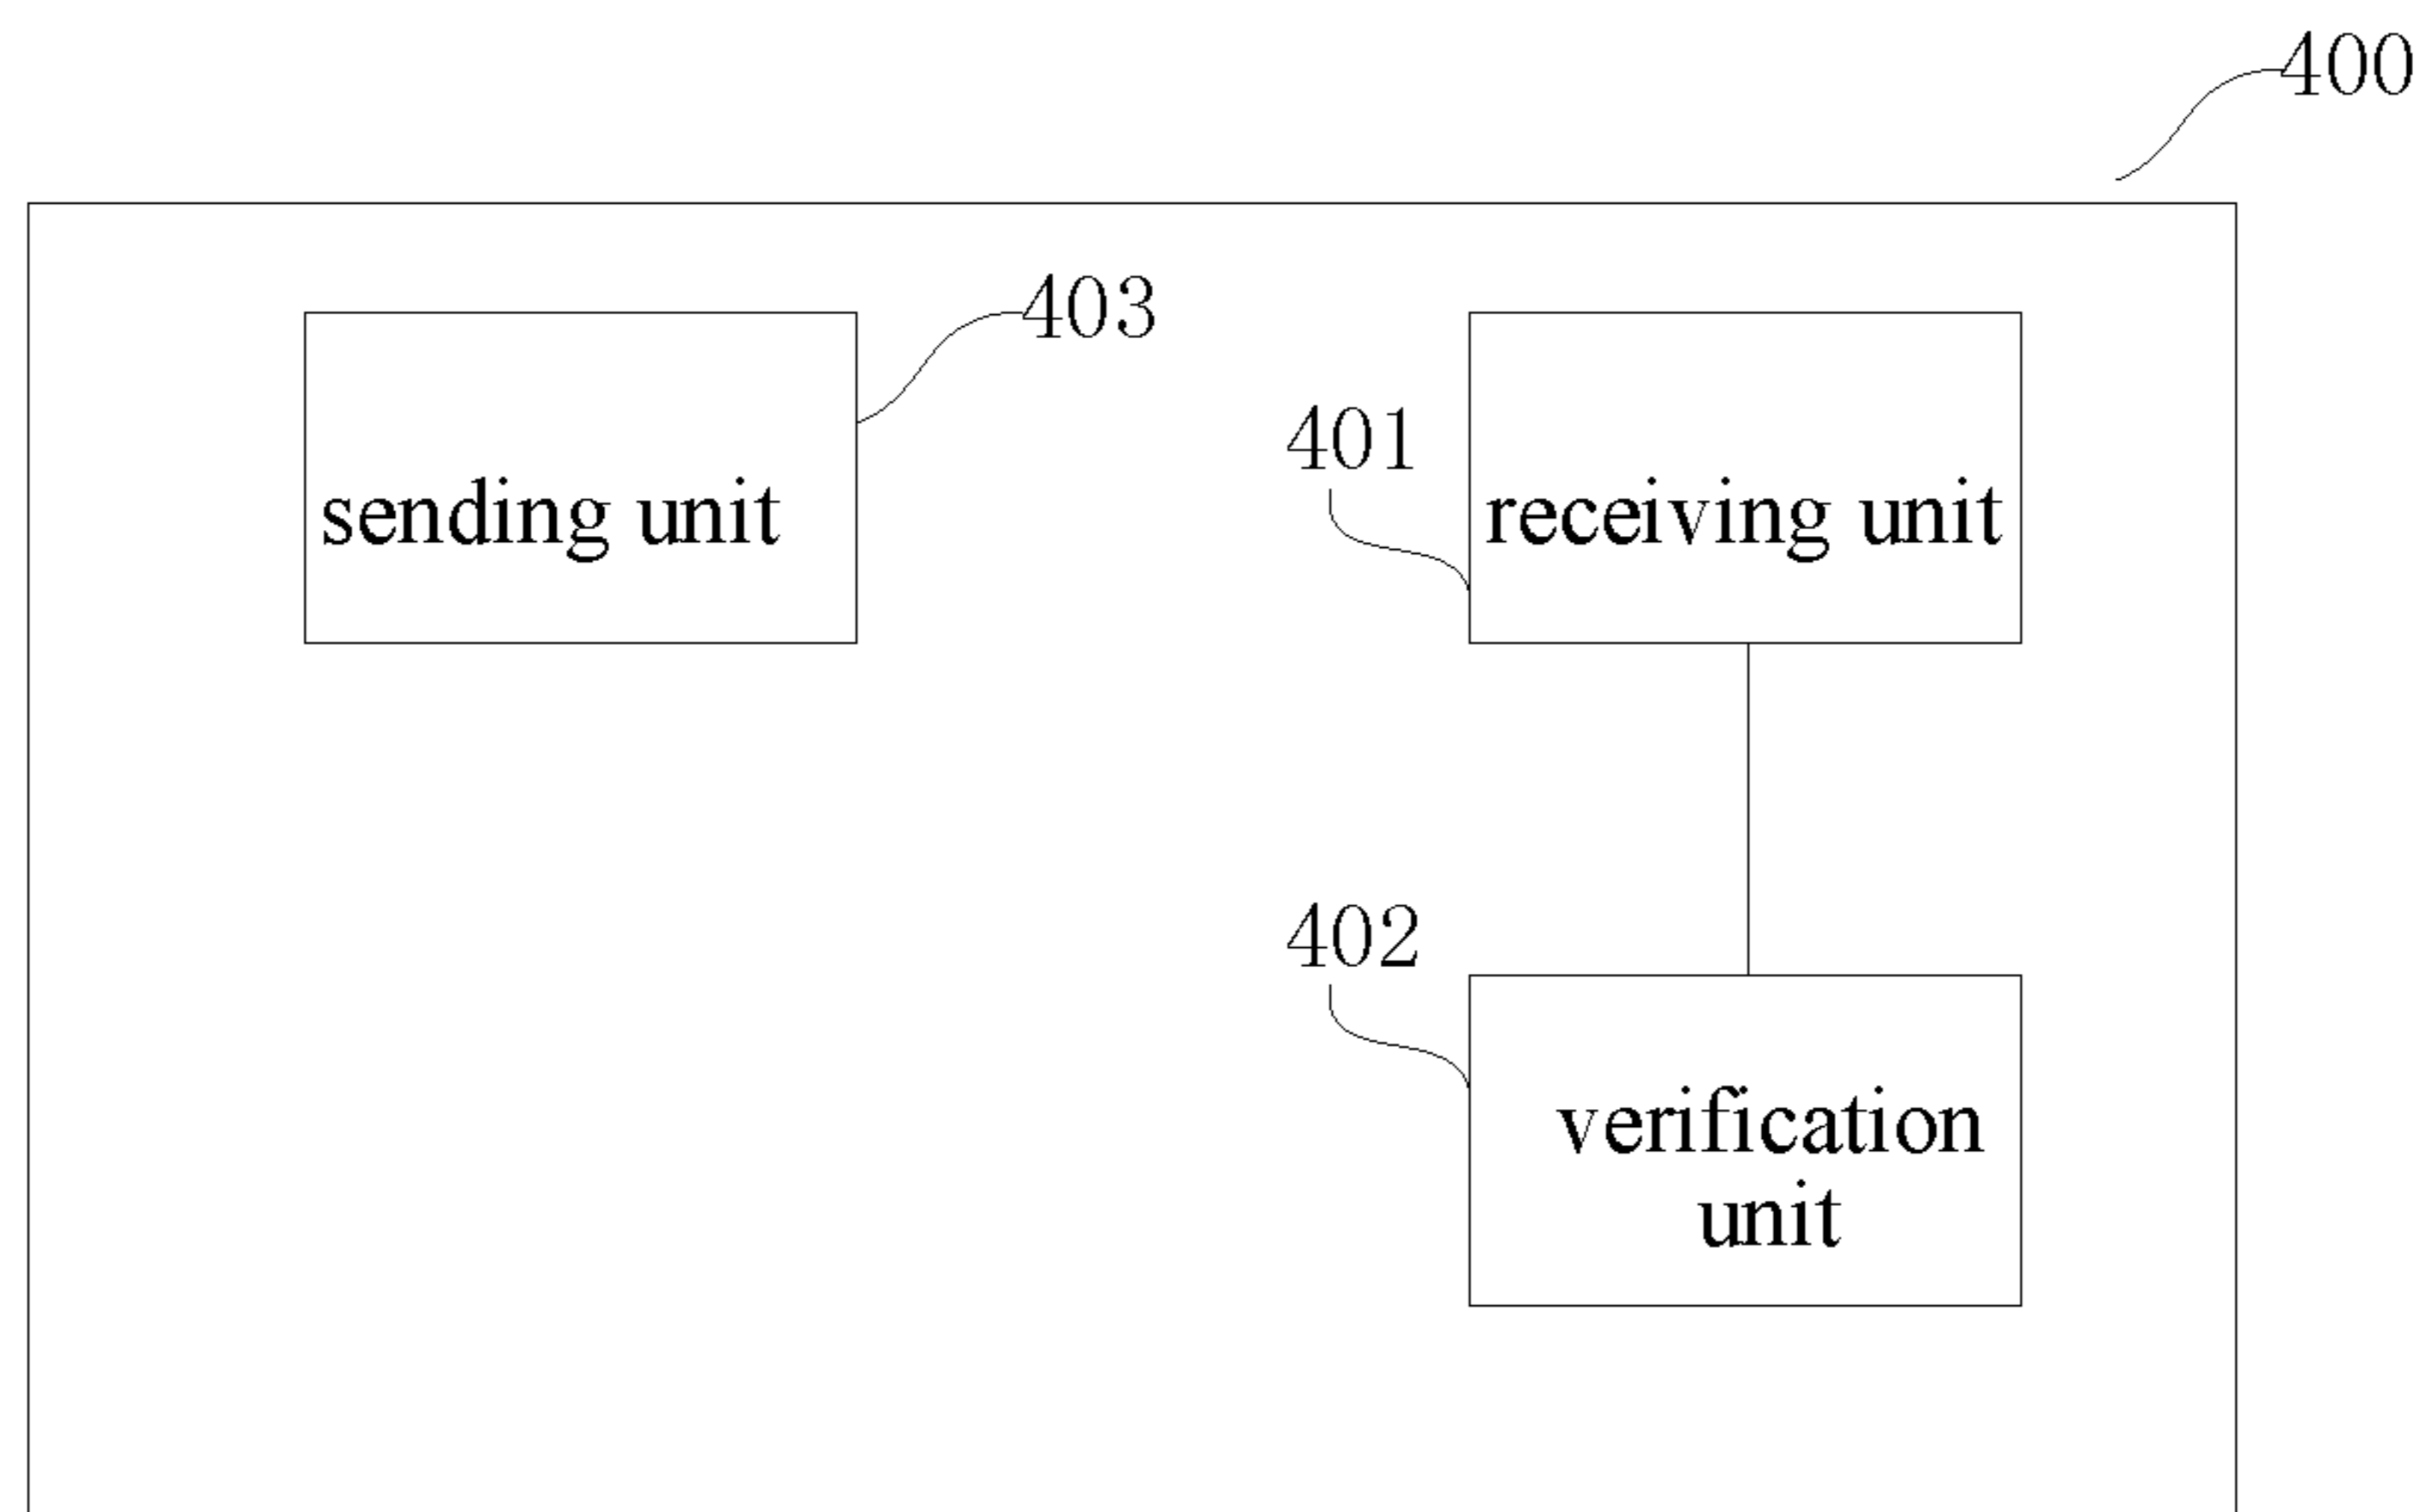 400
403
sending unit
401
receiving unit
402
verification
unit